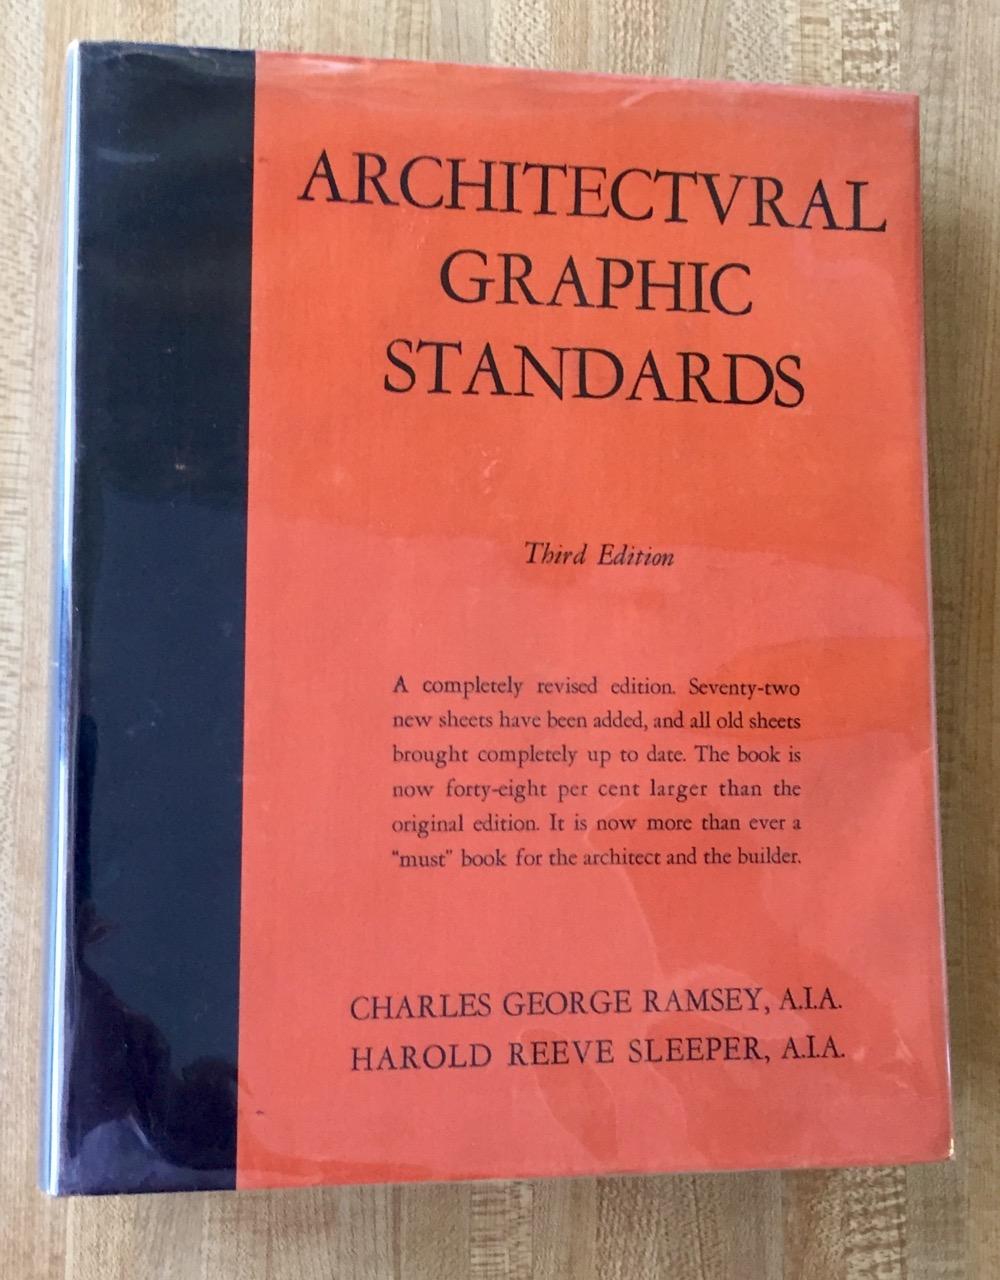 ARCHITECTVRAL
GRAPHIC
STANDARDS
Third Edition
A completely revised edition. Seventy-two
new sheets have been added, and all old sheets
brought completely up to date. The book is
now forty-eight per cent larger than the
original edition. It is now more than ever a
"must" book for the architect and the builder.
CHARLES GEORGE RAMSEY, A.I.A.
HAROLD REEVE SLEEPER, A.I.A.